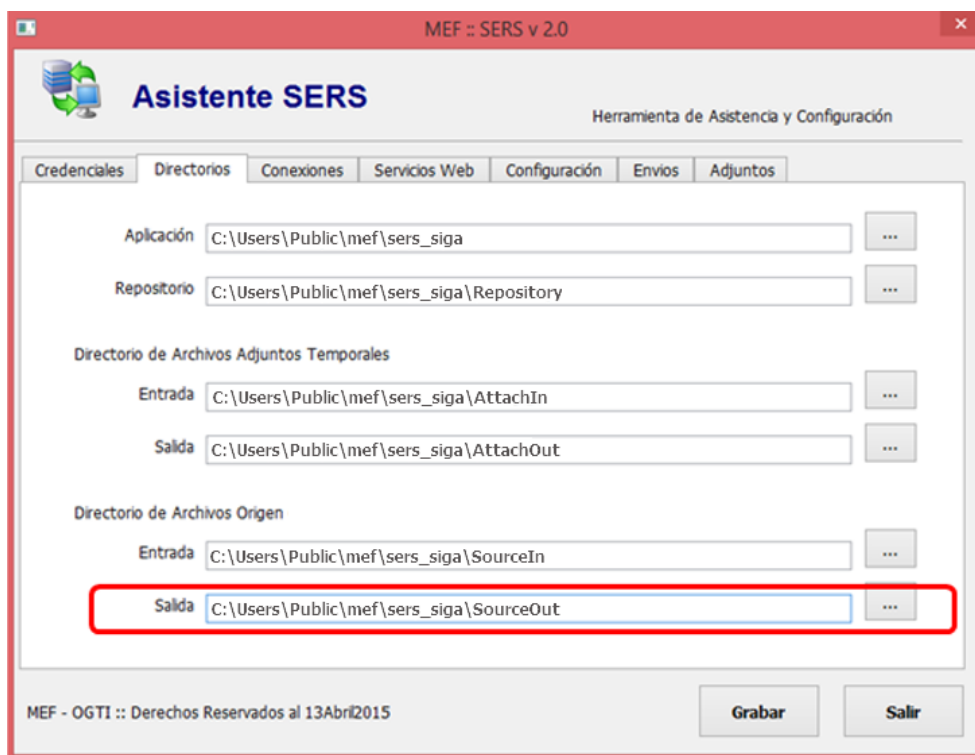 MEF :: SERS v 2.0
Asistente SERS
Herramienta de Asistencia y Configuración
Credenciales Directorios Conexiones Servicios Web Configuración Envios Adjuntos
Aplicación C:\Users\Public\mef\sers_siga ...
Repositorio C:\Users\Public\mef\sers_siga\Repository ...
Directorio de Archivos Adjuntos Temporales
Entrada C:\Users\Public\mef\sers_siga\AttachIn ...
Salida C:\Users\Public\mef\sers_siga\AttachOut ...
Directorio de Archivos Origen
Entrada C:\Users\Public\mef\sers_siga\SourceIn ...
Salida C:\Users\Public\mef\sers_siga\SourceOut ...
MEF - OGTI :: Derechos Reservados al 13Abril2015 Grabar Salir